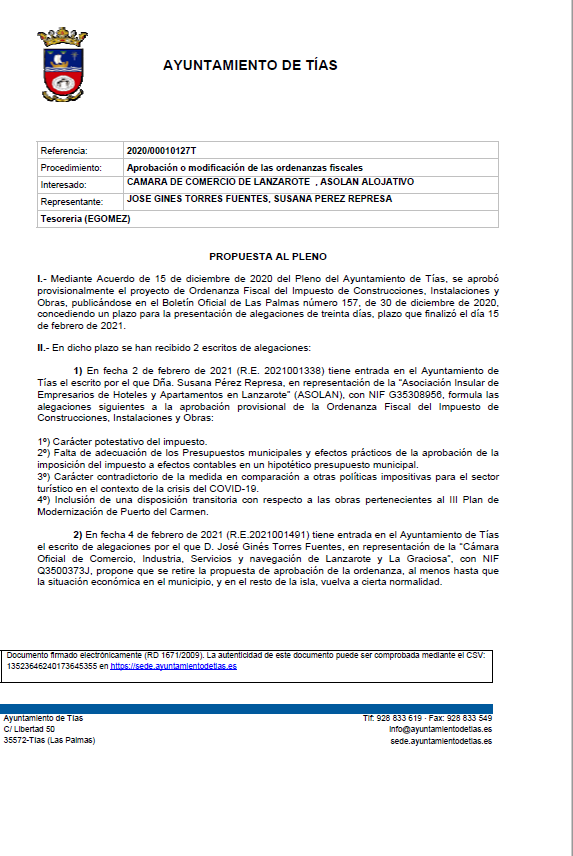 AYUNTAMIENTO DE TÍAS
Referencia: 2020/00010127T
Procedimiento: Aprobación o modificación de las ordenanzas fiscales
Interesado: CAMARA DE COMERCIO DE LANZAROTE , ASOLAN ALOJATIVO
Representante: JOSE GINES TORRES FUENTES, SUSANA PEREZ REPRESA
Tesorería (EGOMEZ)
PROPUESTA AL PLENO
I.- Mediante Acuerdo de 15 de diciembre de 2020 del Pleno del Ayuntamiento de Tías, se aprobó
provisionalmente el proyecto de Ordenanza Fiscal del Impuesto de Construcciones, Instalaciones y
Obras, publicándose en el Boletín Oficial de Las Palmas número 157, de 30 de diciembre de 2020,
concediendo un plazo para la presentación de alegaciones de treinta días, plazo que finalizó el día 15
de febrero de 2021.
II.- En dicho plazo se han recibido 2 escritos de alegaciones:
1) En fecha 2 de febrero de 2021 (R.E. 2021001338) tiene entrada en el Ayuntamiento de
Tías el escrito por el que Dña. Susana Pérez Represa, en representación de la "Asociación Insular de
Empresarios de Hoteles y Apartamentos en Lanzarote" (ASOLAN), con NIF G35308956, formula las
alegaciones siguientes a la aprobación provisional de la Ordenanza Fiscal del Impuesto de
Construcciones, Instalaciones y Obras:
1º) Carácter potestativo del impuesto.
2º) Falta de adecuación de los Presupuestos municipales y efectos prácticos de la aprobación de la
imposición del impuesto a efectos contables en un hipotético presupuesto municipal.
3º) Carácter contradictorio de la medida en comparación a otras políticas impositivas para el sector
turístico en el contexto de la crisis del COVID-19.
4º) Inclusión de una disposición transitoria con respecto a las obras pertenecientes al III Plan de
Modernización de Puerto del Carmen.
2) En fecha 4 de febrero de 2021 (R.E.2021001491) tiene entrada en el Ayuntamiento de Tías
el escrito de alegaciones por el que D. José Ginés Torres Fuentes, en representación de la "Cámara
Oficial de Comercio, Industria, Servicios y navegación de Lanzarote y La Graciosa", con NIF
Q3500373J, propone que se retire la propuesta de aprobación de la ordenanza, al menos hasta que
la situación económica en el municipio, y en el resto de la isla, vuelva a cierta normalidad.
Documento firmado electrónicamente (RD 1671/2009). La autenticidad de este documento puede ser comprobada mediante el CSV:
13523646240173645355 en https://sede.ayuntamientodetias.es
Ayuntamiento de Tías
C/ Libertad 50
35572-Tías (Las Palmas)
Tlf: 928 833 619 · Fax: 928 833 549
info@ayuntamientodetias.es
sede.ayuntamientodetias.es